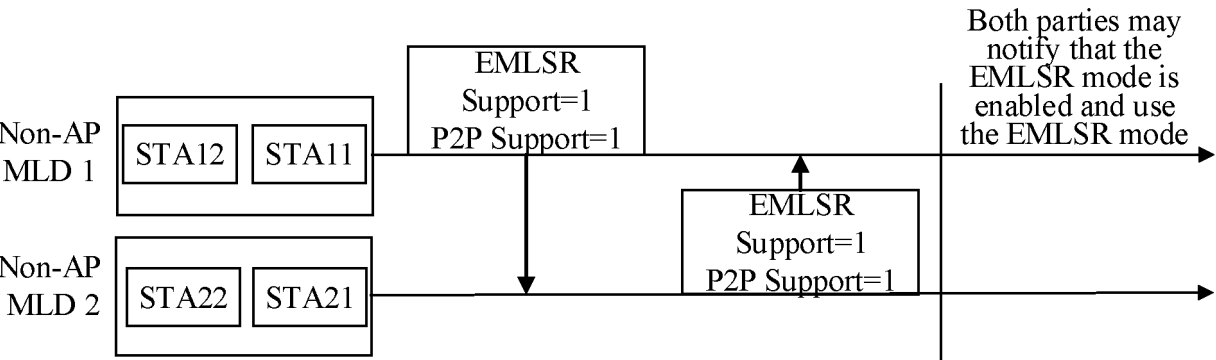 Both parties may
notify that the
EMLSR mode is
enabled and use
the EMLSR mode
EMLSR
Support=1
P2P Support=1
Non-AP
MLD 1
STA12
STA11
EMLSR
Support=1
P2P Support=1
Non-AP
MLD 2
STA22
STA21